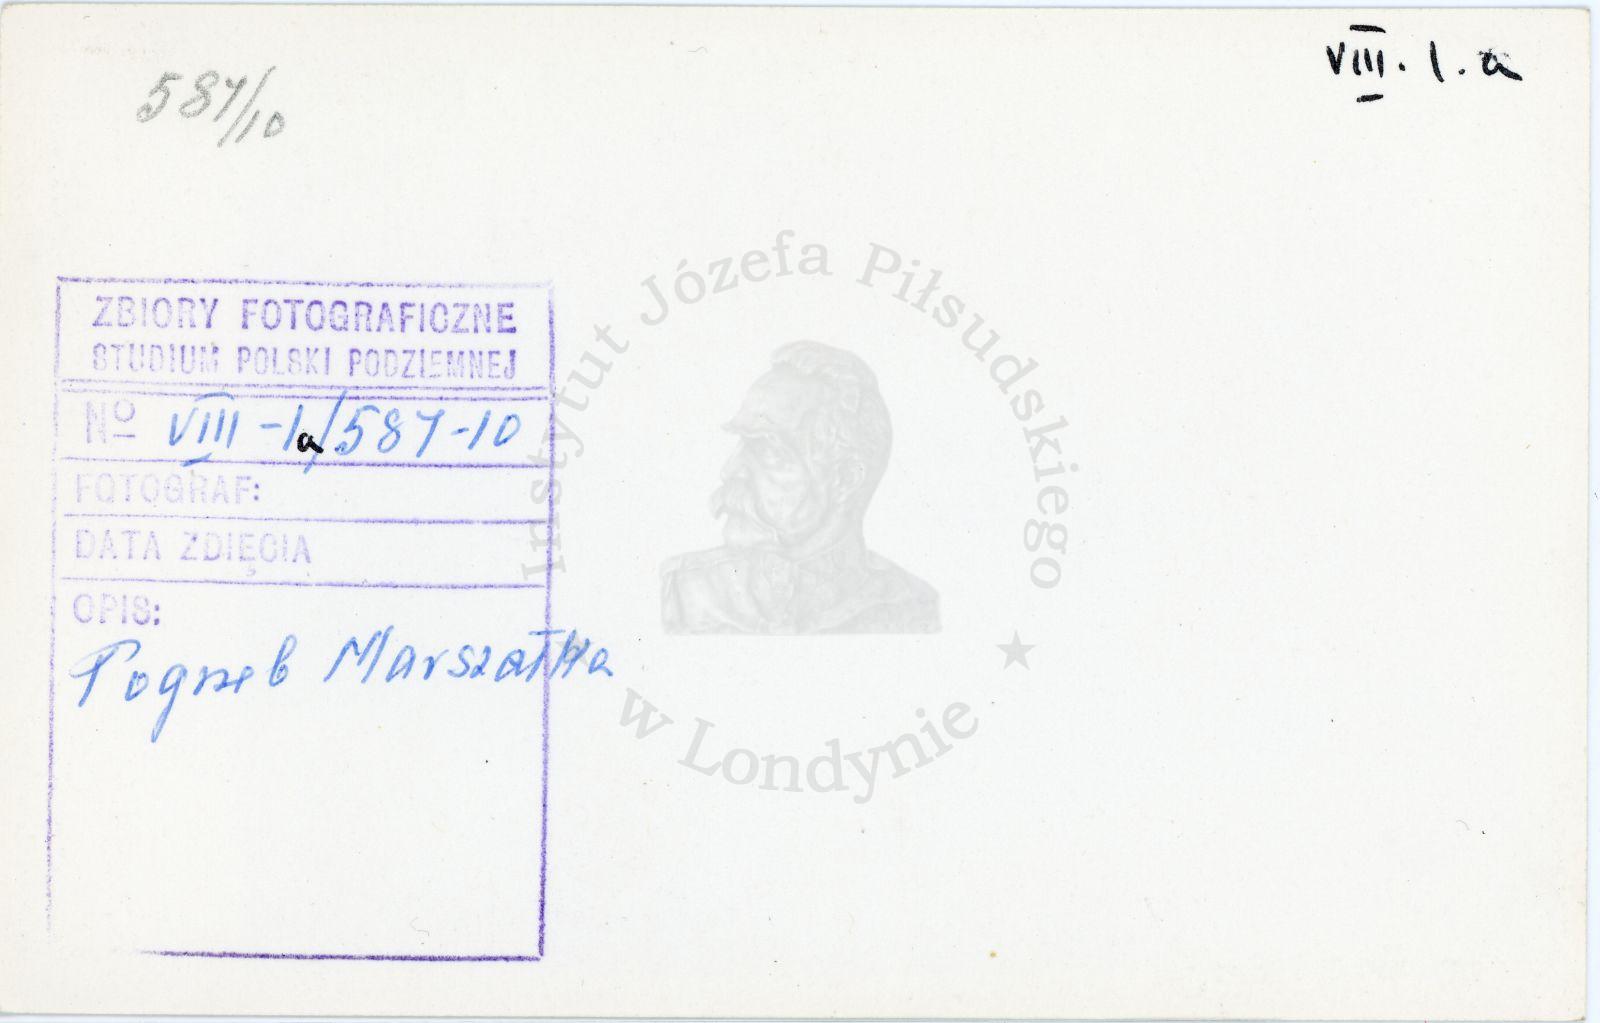 587/10
VIII. 1. a
ZBIORY FOTOGRAFICZNE
STUDIUM POLSKI PODZIEMNEJ
Nº VIII-1a/587-10
FOTOGRAF:
DATA ZDIĘCIA
OPIS:
Pogrzeb Marszałka
Instytut Józefa Piłsudskiego
w Londynie